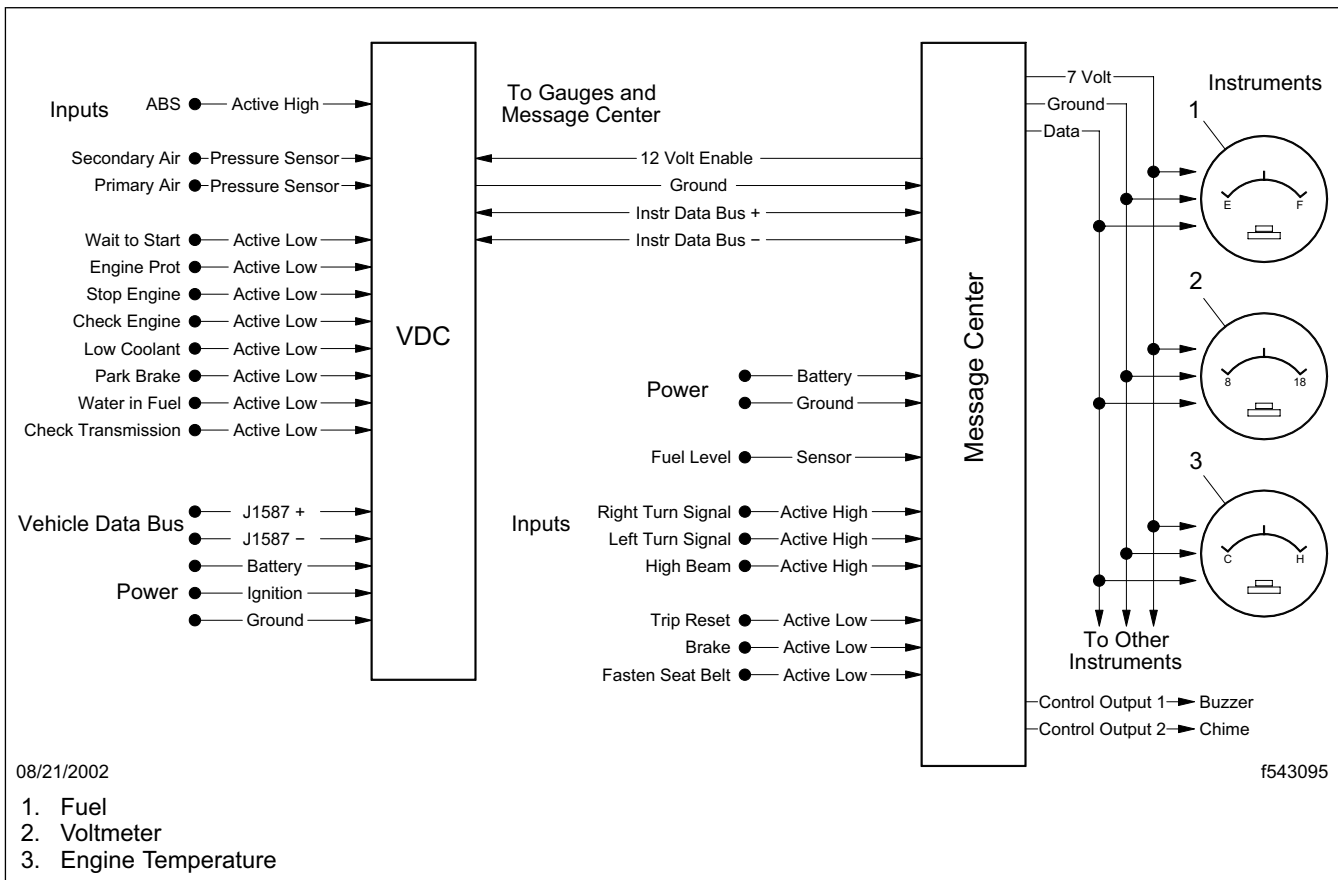 Inputs
ABS
Active High
Secondary Air
Pressure Sensor
Primary Air
Pressure Sensor
Wait to Start
Active Low
Engine Prot
Active Low
Stop Engine
Active Low
Check Engine
Active Low
Low Coolant
Active Low
Park Brake
Active Low
Water in Fuel
Active Low
Check Transmission
Active Low
Vehicle Data Bus
J1587 +
J1587 −
Power
Battery
Ignition
Ground
VDC
To Gauges and
Message Center
12 Volt Enable
Ground
Instr Data Bus +
Instr Data Bus −
Power
Battery
Ground
Fuel Level
Sensor
Inputs
Right Turn Signal
Active High
Left Turn Signal
Active High
High Beam
Active High
Trip Reset
Active Low
Brake
Active Low
Fasten Seat Belt
Active Low
Message Center
7 Volt
Ground
Data
Instruments
1
E
F
2
8
18
3
C
H
To Other
Instruments
Control Output 1
Buzzer
Control Output 2
Chime
08/21/2002
f543095
1. Fuel
2. Voltmeter
3. Engine Temperature